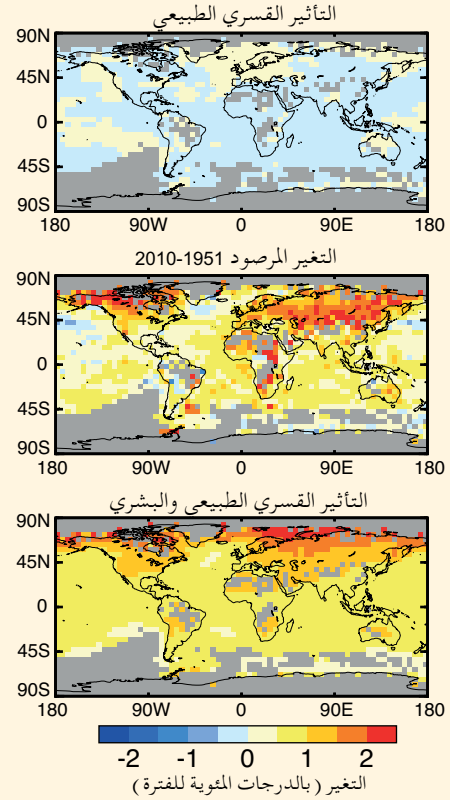 التأثير القسري الطبيعي
90N
45N
0
45S
90S
180 90W 0 90E 180
التغير المرصود 1951-2010
90N
45N
0
45S
90S
180 90W 0 90E 180
التأثير القسري الطبيعي والبشري
90N
45N
0
45S
90S
180 90W 0 90E 180
-2 -1 0 1 2
التغير (بالدرجات المئوية للفترة)